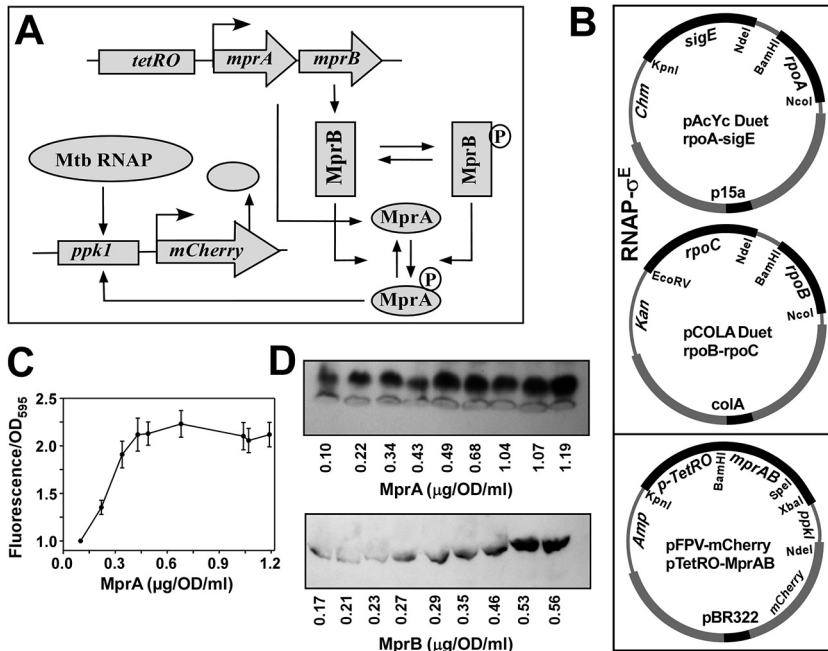 A
tetRO
mprA
mprB
MprB
MprB
P
Mtb RNAP
MprA
P
MprA
ppk1
mCherry
B
RNAP-σE
sigE
NdeI
BamHI
rpoA
NcoI
KpnI
Chm
pAcYc Duet
rpoA-sigE
p15a
rpoC
NdeI
BamHI
rpoB
NcoI
EcoRV
Kan
pCOLA Duet
rpoB-rpoC
colA
p-TetRO
BamHI
mprAB
SpeI
XbaI
ppkI
NdeI
mCherry
KpnI
Amp
pFPV-mCherry
pTetRO-MprAB
pBR322
C
Fluorescence/OD595
2.5
2.0
1.5
1.0
0.0 0.3 0.6 0.9 1.2
MprA (μg/OD/ml)
D
0.10 0.22 0.34 0.43 0.49 0.68 1.04 1.07 1.19
MprA (μg/OD/ml)
0.17 0.21 0.23 0.27 0.29 0.35 0.46 0.53 0.56
MprB (μg/OD/ml)